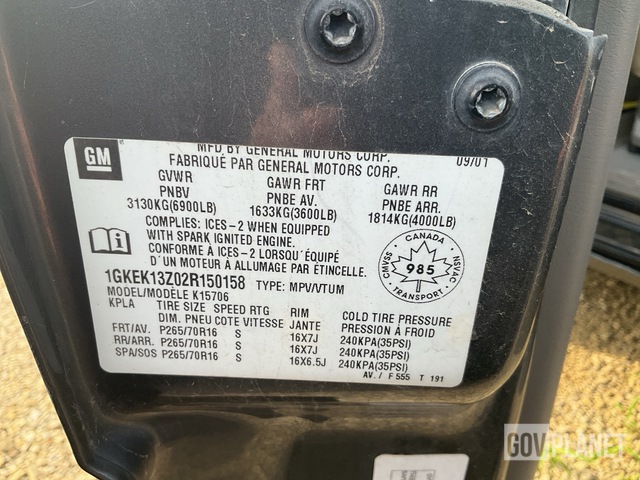 GM
MFD BY GENERAL MOTORS CORP.
FABRIQUÉ PAR GENERAL MOTORS CORP.
09/01
GVWR GAWR FRT GAWR RR
PNBV PNBE AV. PNBE ARR.
3130KG(6900LB) 1633KG(3600LB) 1814KG(4000LB)
COMPLIES: ICES-2 WHEN EQUIPPED
WITH SPARK IGNITED ENGINE.
CONFORME À ICES-2 LORSQU'ÉQUIPÉ
D'UN MOTEUR À ALLUMAGE PAR ÉTINCELLE
CANADA
CMVSS
985
NSVAC
TRANSPORT
1GKEK13Z02R150158 TYPE: MPV/VTUM
MODEL/MODÈLE K15706
KPLA TIRE SIZE SPEED RTG RIM COLD TIRE PRESSURE
DIM. PNEU COTE VITESSE JANTE PRESSION À FROID
FRT/AV. P265/70R16 S 16X7J 240KPA(35PSI)
RR/ARR. P265/70R16 S 16X7J 240KPA(35PSI)
SPA/SOS P265/70R16 S 16X6.5J 240KPA(35PSI)
AV. / F 555 T 191
GOVPLANET